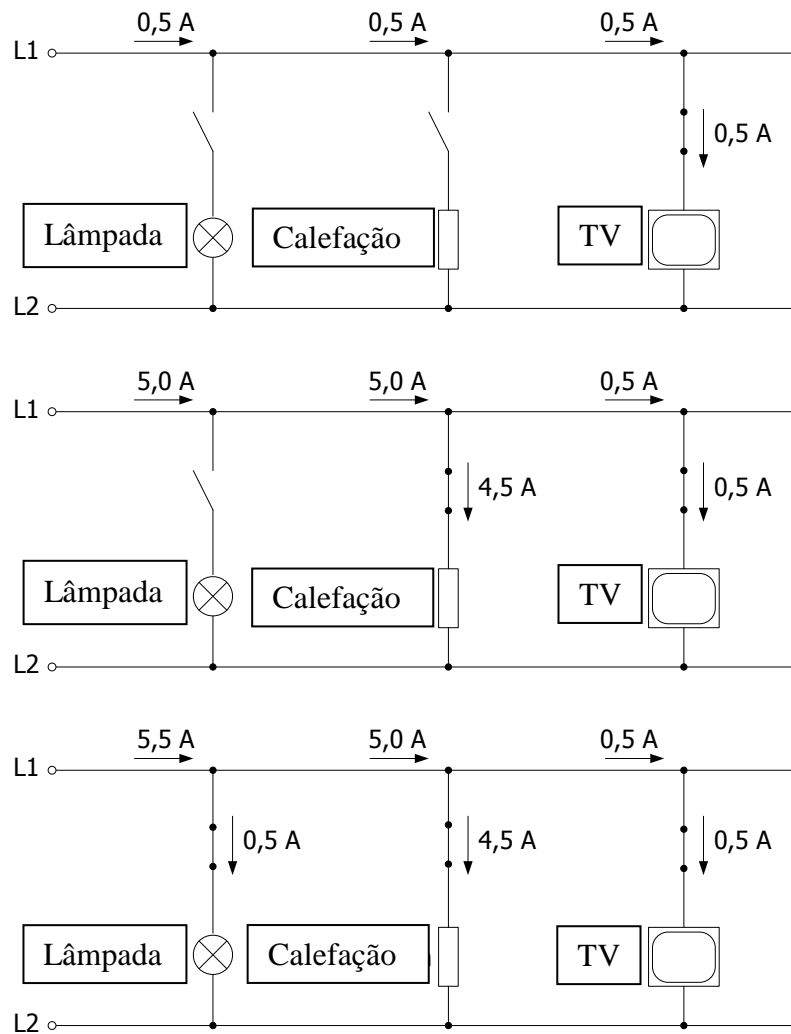 0,5 A 0,5 A 0,5 A
L1
0,5 A
Lâmpada Calefação TV
L2
5,0 A 5,0 A 0,5 A
L1
4,5 A 0,5 A
Lâmpada Calefação TV
L2
5,5 A 5,0 A 0,5 A
L1
0,5 A 4,5 A 0,5 A
Lâmpada Calefação TV
L2